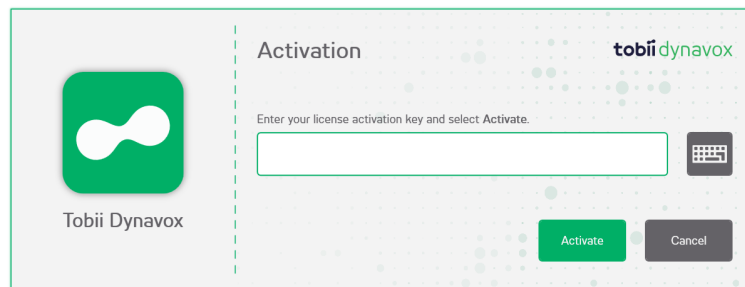 Activation
tobii dynavox
Enter your license activation key and select Activate.
Tobii Dynavox
Activate
Cancel